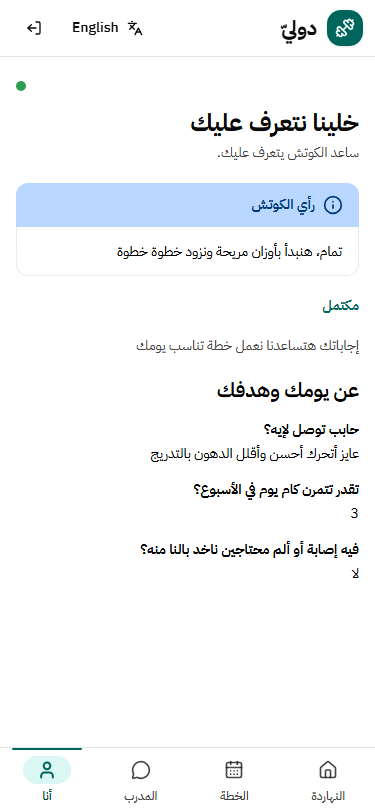 دوليّ
English
خلينا نتعرف عليك
ساعد الكوتش يتعرف عليك.
رأي الكوتش
تمام، هنبدأ بأوزان مريحة ونزود خطوة خطوة
مكتمل
إجاباتك هتساعدنا نعمل خطة تناسب يومك
عن يومك وهدفك
حابب توصل لإيه؟
عايز أتحرك أحسن وأقلل الدهون بالتدريج
تقدر تتمرن كام يوم في الأسبوع؟
3
فيه إصابة أو ألم محتاجين ناخد بالنا منه؟
لا
النهاردة
الخطة
المدرب
أنا